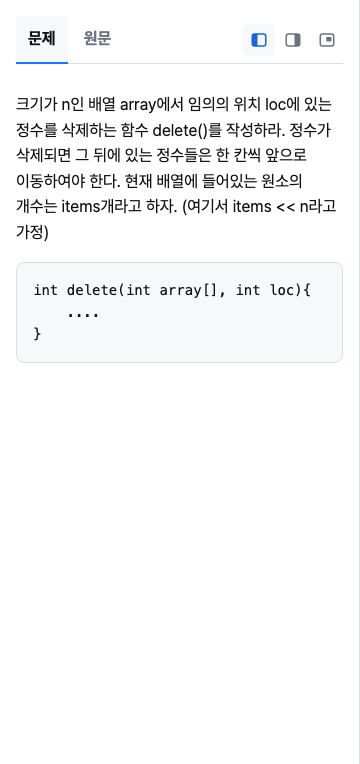 문제 원문
크기가 n인 배열 array에서 임의의 위치 loc에 있는
정수를 삭제하는 함수 delete()를 작성하라. 정수가
삭제되면 그 뒤에 있는 정수들은 한 칸씩 앞으로
이동하여야 한다. 현재 배열에 들어있는 원소의
개수는 items개라고 하자. (여기서 items << n라고
가정)
int delete(int array[], int loc){
    ....
}